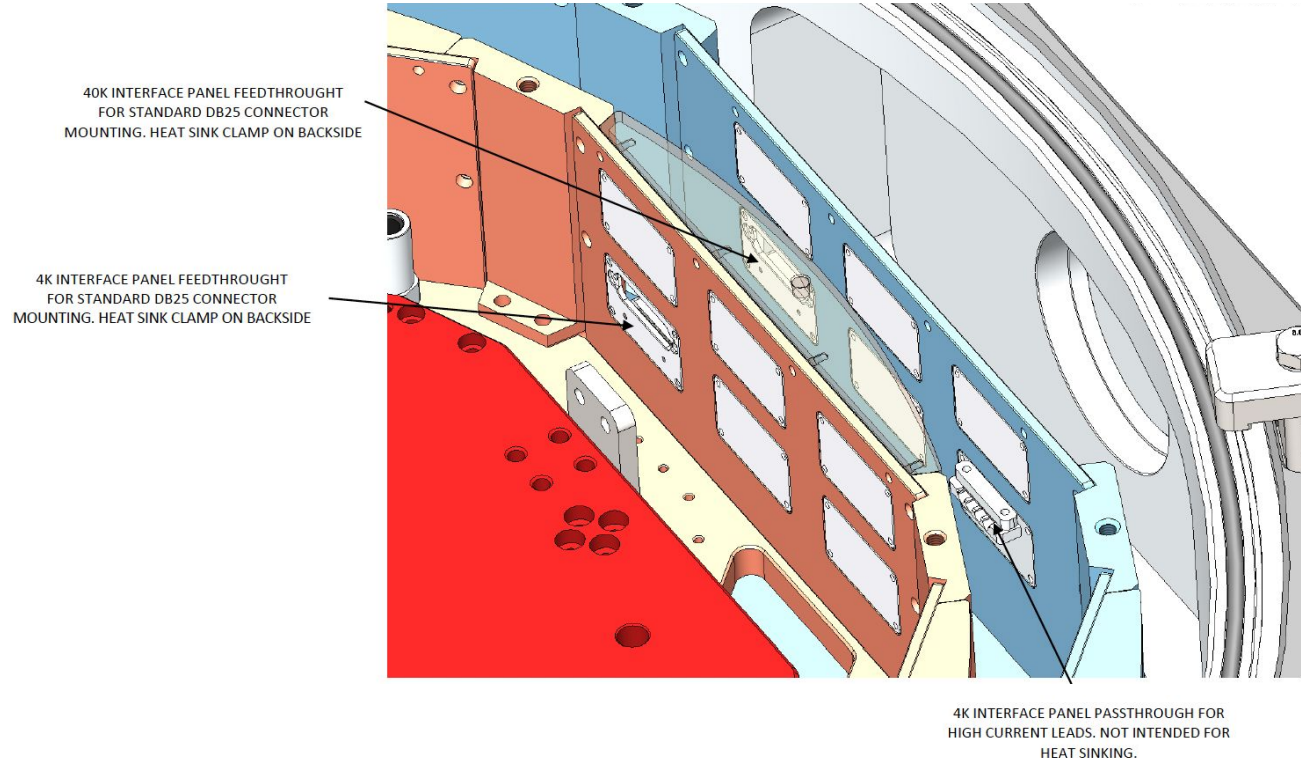 40K INTERFACE PANEL FEEDTHROUGHT
FOR STANDARD DB25 CONNECTOR
MOUNTING. HEAT SINK CLAMP ON BACKSIDE
4K INTERFACE PANEL FEEDTHROUGHT
FOR STANDARD DB25 CONNECTOR
MOUNTING. HEAT SINK CLAMP ON BACKSIDE
4K INTERFACE PANEL PASSTHROUGH FOR
HIGH CURRENT LEADS. NOT INTENDED FOR
HEAT SINKING.